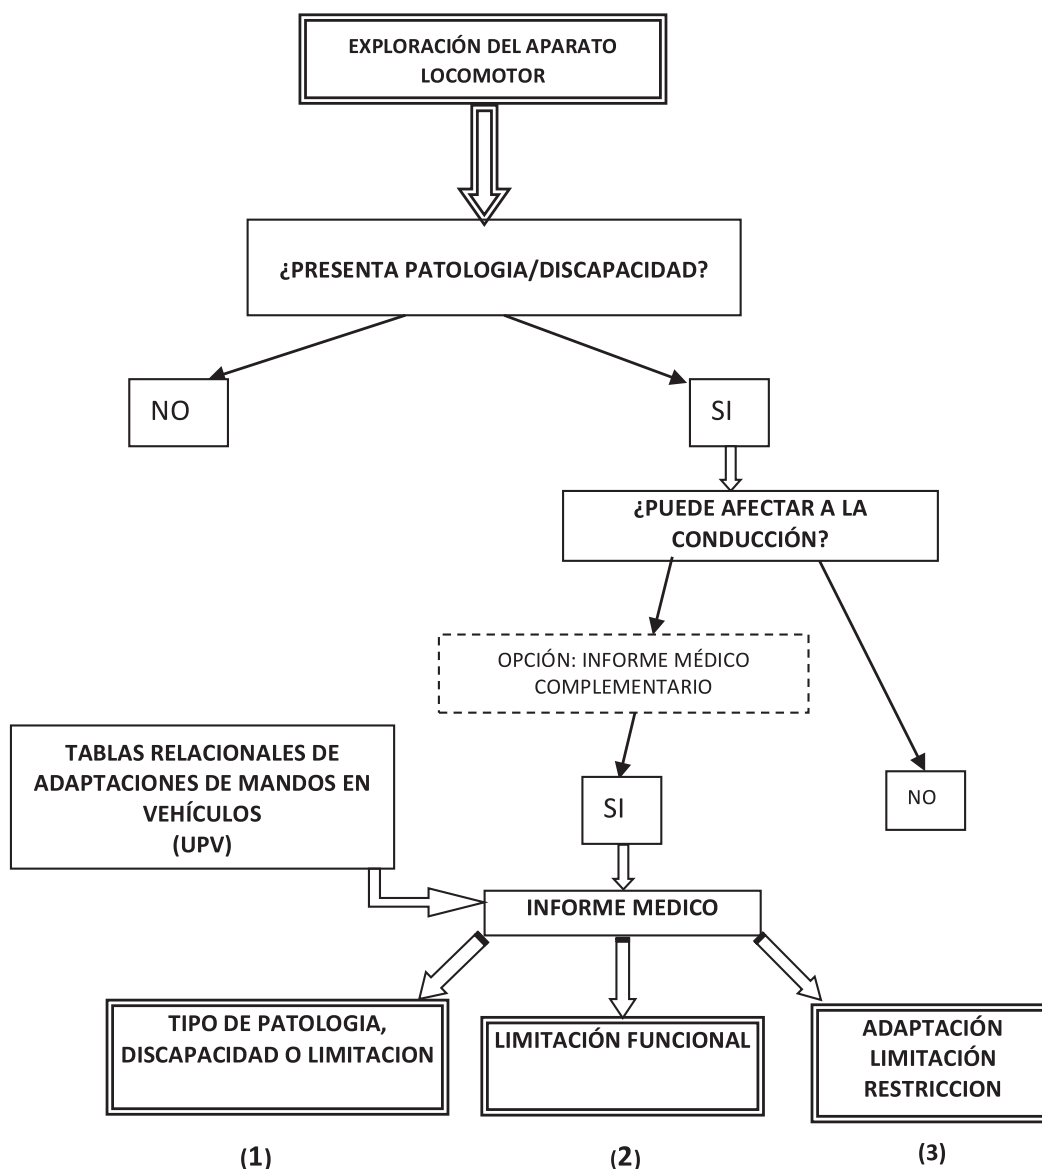 EXPLORACIÓN DEL APARATO
LOCOMOTOR
¿PRESENTA PATOLOGIA/DISCAPACIDAD?
NO
SI
¿PUEDE AFECTAR A LA
CONDUCCIÓN?
OPCIÓN: INFORME MÉDICO
COMPLEMENTARIO
TABLAS RELACIONALES DE
ADAPTACIONES DE MANDOS EN
VEHÍCULOS
(UPV)
SI
NO
INFORME MEDICO
TIPO DE PATOLOGIA,
DISCAPACIDAD O LIMITACION
LIMITACIÓN FUNCIONAL
ADAPTACIÓN
LIMITACIÓN
RESTRICCION
(1)
(2)
(3)